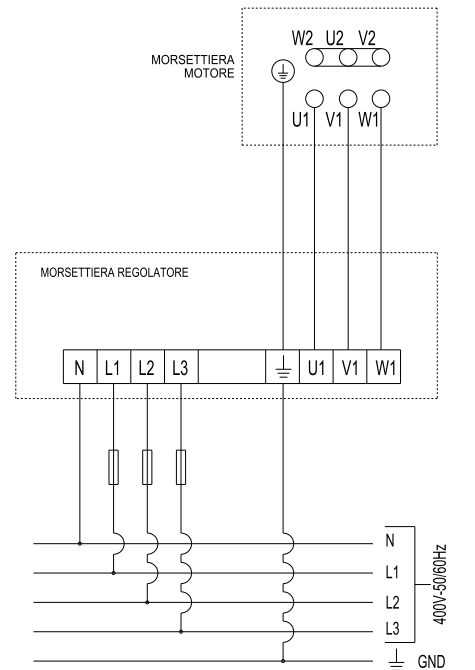 MORSETTIERA
MOTORE
W2 U2 V2
U1 V1 W1
MORSETTIERA REGOLATORE
N L1 L2 L3 U1 V1 W1
N
L1
L2
L3
400V-50/60Hz
GND